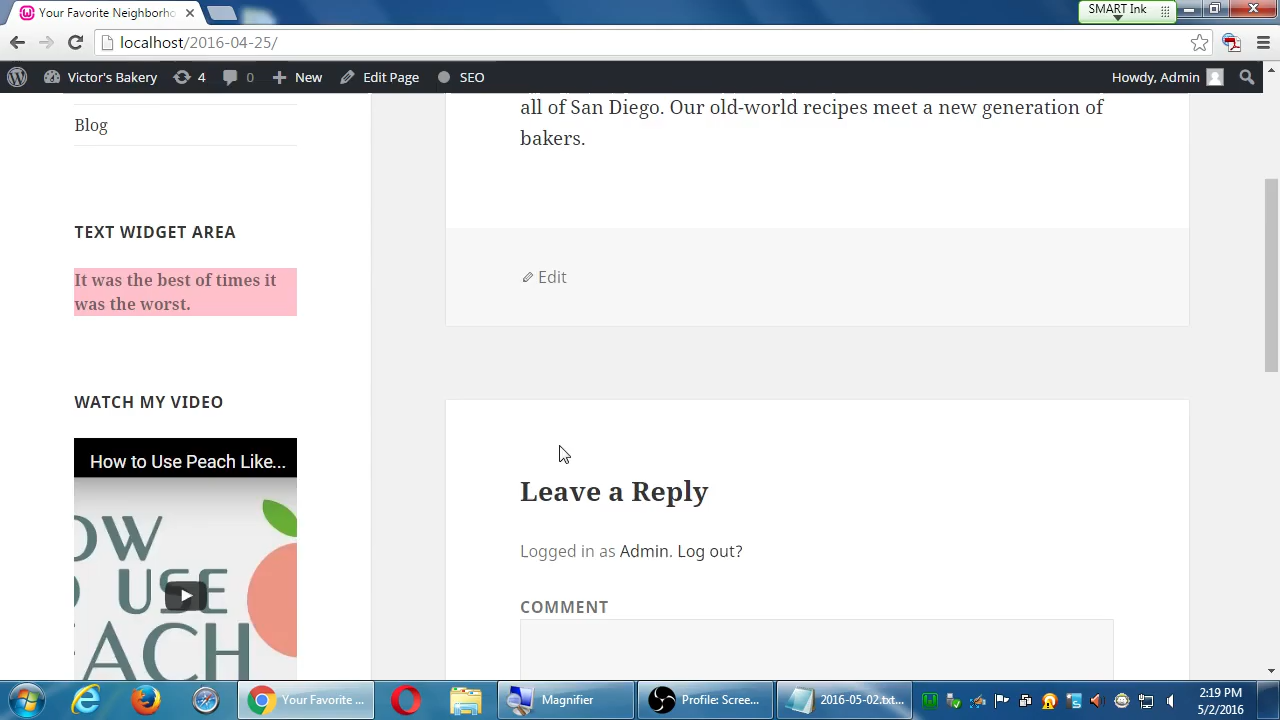 Your Favorite Neighborho
SMART Ink
localhost/2016-04-25/
Victor's Bakery 4 0 New Edit Page SEO Howdy, Admin
all of San Diego. Our old-world recipes meet a new generation of
bakers.
Blog
TEXT WIDGET AREA
It was the best of times it
was the worst.
Edit
WATCH MY VIDEO
How to Use Peach Like...
OW
USE
EACH
Leave a Reply
Logged in as Admin. Log out?
COMMENT
Your Favorite ...
Magnifier
Profile: Scree...
2016-05-02.txt...
2:19 PM
5/2/2016